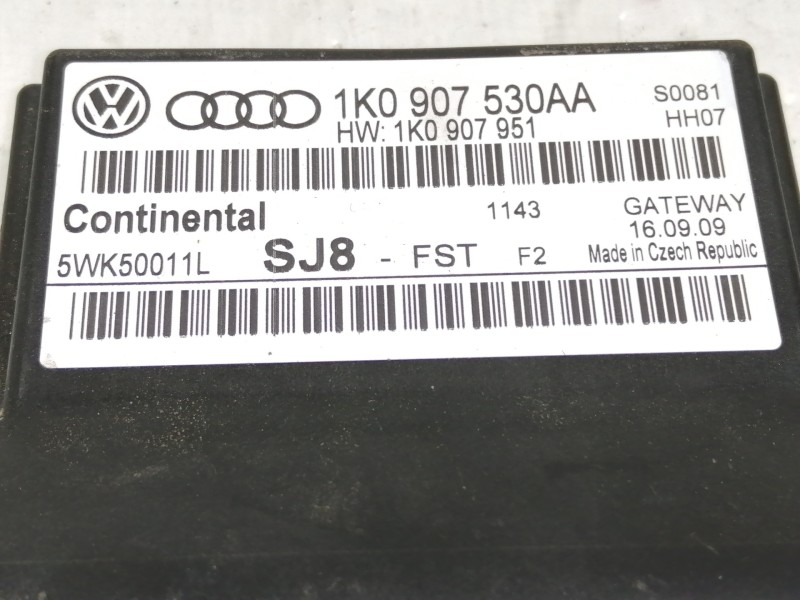 1K0 907 530AA S0081
HW: 1K0 907 951 HH07
Continental 1143 GATEWAY
16.09.09
5WK50011L SJ8 - FST F2 Made in Czech Republic